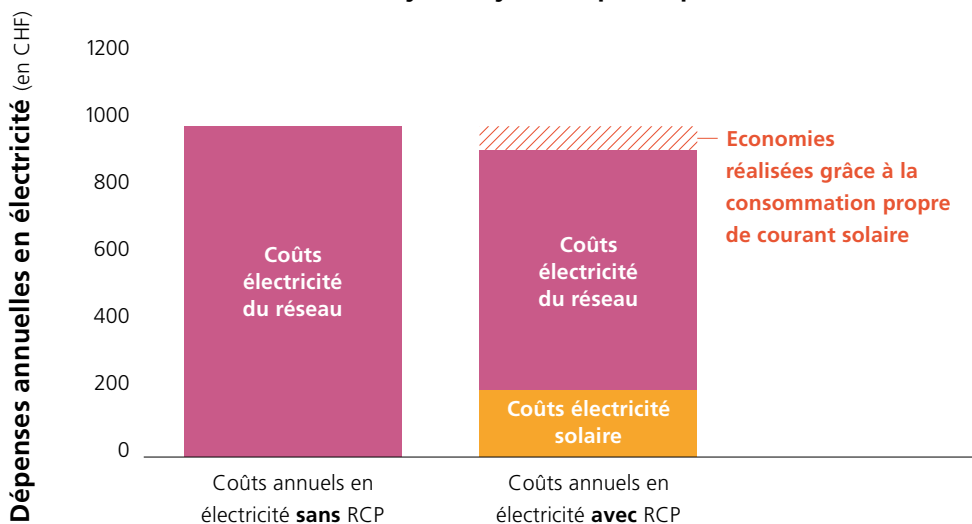 Dépenses annuelles en électricité (en CHF)
1200
1000
800
600
400
200
0
Coûts
électricité
du réseau
Coûts
électricité
du réseau
Coûts électricité
solaire
Economies
réalisées grâce à la
consommation propre
de courant solaire
Coûts annuels en
électricité sans RCP
Coûts annuels en
électricité avec RCP